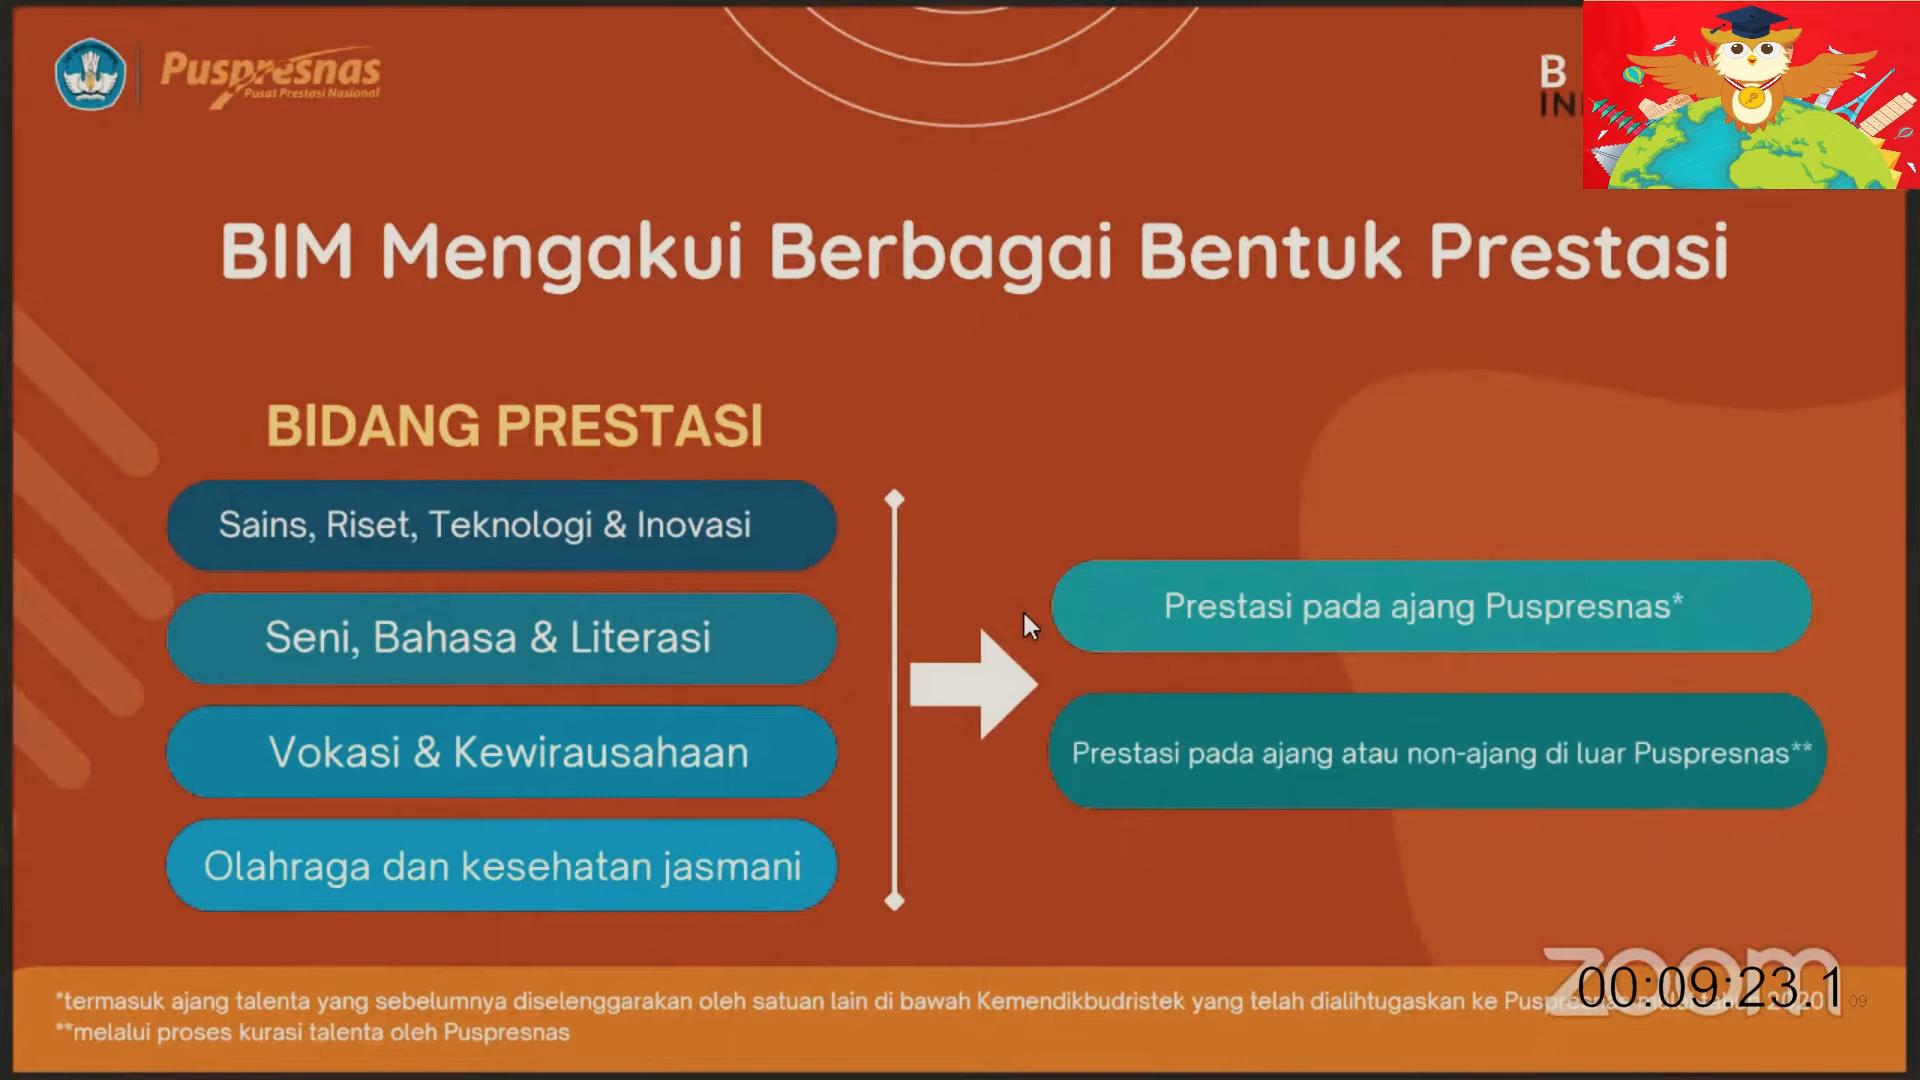 Puspresnas
Pusat Prestasi Nasional
B
IN
BIM Mengakui Berbagai Bentuk Prestasi
BIDANG PRESTASI
Sains, Riset, Teknologi & Inovasi
Seni, Bahasa & Literasi
Vokasi & Kewirausahaan
Olahraga dan kesehatan jasmani
Prestasi pada ajang Puspresnas*
Prestasi pada ajang atau non-ajang di luar Puspresnas**
zoom
00:09:23.1
*termasuk ajang talenta yang sebelumnya diselenggarakan oleh satuan lain di bawah Kemendikbudristek yang telah dialihtugaskan ke 2020
09
**melalui proses kurasi talenta oleh Puspresnas